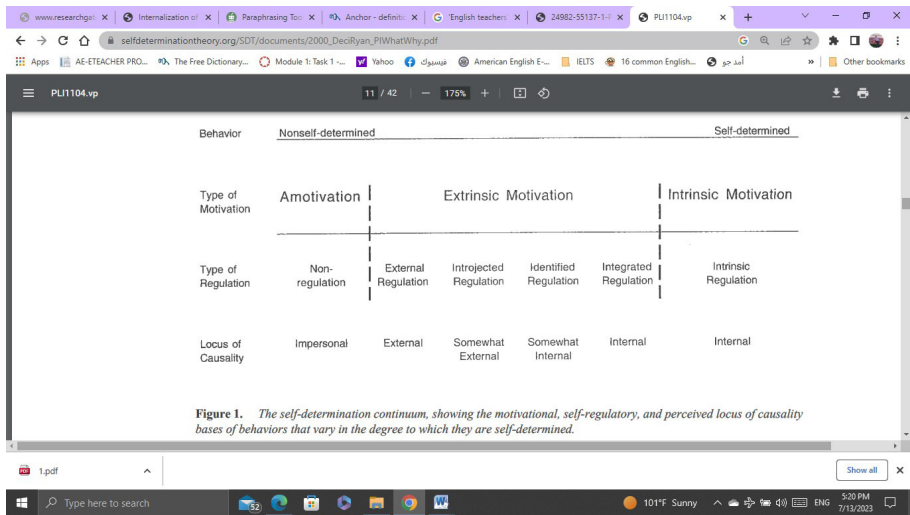 www.researchgat
Internalization of
Paraphrasing Too
Anchor - definitic
'English teachers
24982-55137-1-
PLI1104.vp
selfdeterminationtheory.org/SDT/documents/2000_DeciRyan_PIWhatWhy.pdf
Apps AE-ETEACHER PRO... The Free Dictionary... Module 1: Task 1 -... Yahoo فيسبوك American English E-... IELTS 16 common English... أمد جو » Other bookmarks
PLI1104.vp 11 / 42 — 175% +
Behavior Nonself-determined Self-determined
Type of Amotivation Extrinsic Motivation Intrinsic Motivation
Motivation
Type of Non- External Introjected Identified Integrated Intrinsic
Regulation regulation Regulation Regulation Regulation Regulation Regulation
Locus of Impersonal External Somewhat Somewhat Internal Internal
Causality External Internal
Figure 1. The self-determination continuum, showing the motivational, self-regulatory, and perceived locus of causality
bases of behaviors that vary in the degree to which they are self-determined.
PDF 1.pdf Show all
Type here to search 52 101°F Sunny ENG 5:20 PM
7/13/2023